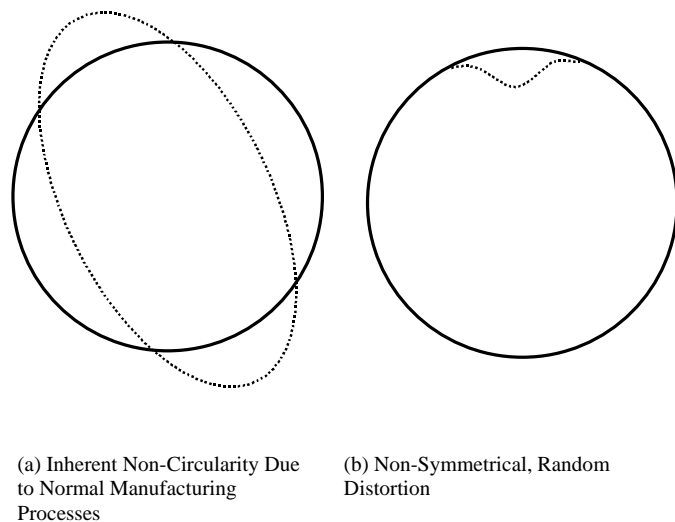 (a) Inherent Non-Circularity Due
to Normal Manufacturing
Processes
(b) Non-Symmetrical, Random
Distortion